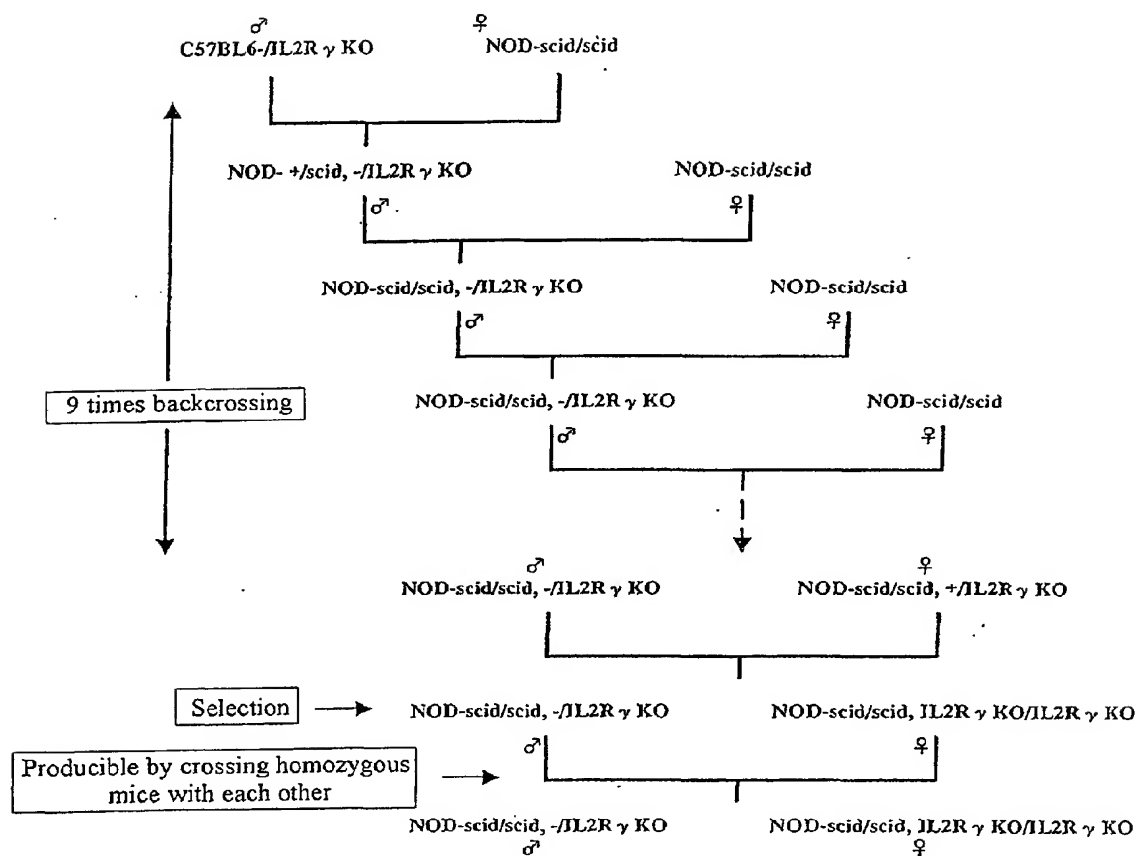 ♂ ♀
C57BL6-/IL2R γ KO NOD-scid/scid
NOD- +/scid, -/IL2R γ KO NOD-scid/scid
♂ ♀
NOD-scid/scid, -/IL2R γ KO NOD-scid/scid
♂ ♀
9 times backcrossing
NOD-scid/scid, -/IL2R γ KO NOD-scid/scid
♂ ♀
♂ ♀
NOD-scid/scid, -/IL2R γ KO NOD-scid/scid, +/IL2R γ KO
Selection
NOD-scid/scid, -/IL2R γ KO NOD-scid/scid, IL2R γ KO/IL2R γ KO
♂ ♀
Producible by crossing homozygous
mice with each other
NOD-scid/scid, -/IL2R γ KO NOD-scid/scid, IL2R γ KO/IL2R γ KO
♂ ♀